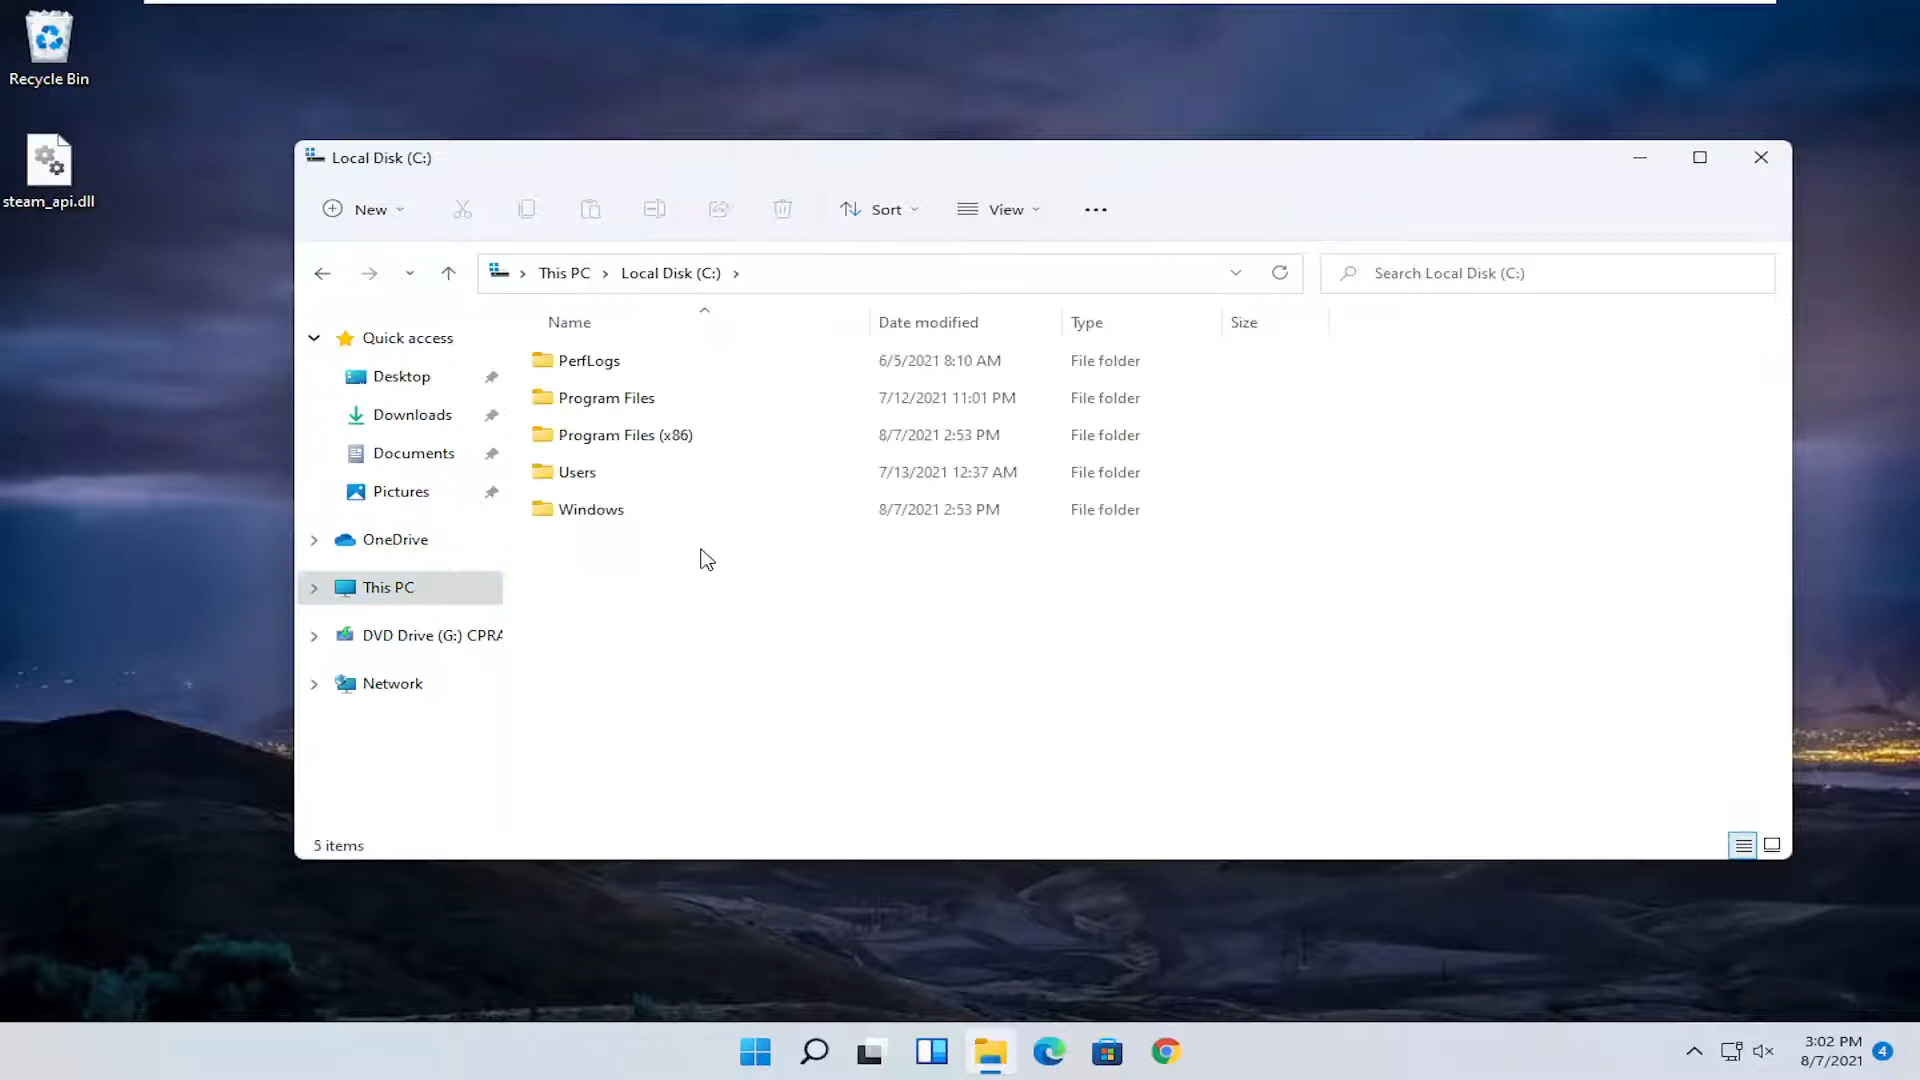 Recycle Bin
steam_api.dll
Local Disk (C:)
New
Sort
View
This PC
Local Disk (C:)
Search Local Disk (C:)
Name
Date modified
Type
Size
Quick access
Desktop
Downloads
Documents
Pictures
OneDrive
This PC
DVD Drive (G:) CPRA
Network
PerfLogs 6/5/2021 8:10 AM File folder
Program Files 7/12/2021 11:01 PM File folder
Program Files (x86) 8/7/2021 2:53 PM File folder
Users 7/13/2021 12:37 AM File folder
Windows 8/7/2021 2:53 PM File folder
5 items
3:02 PM
8/7/2021
4